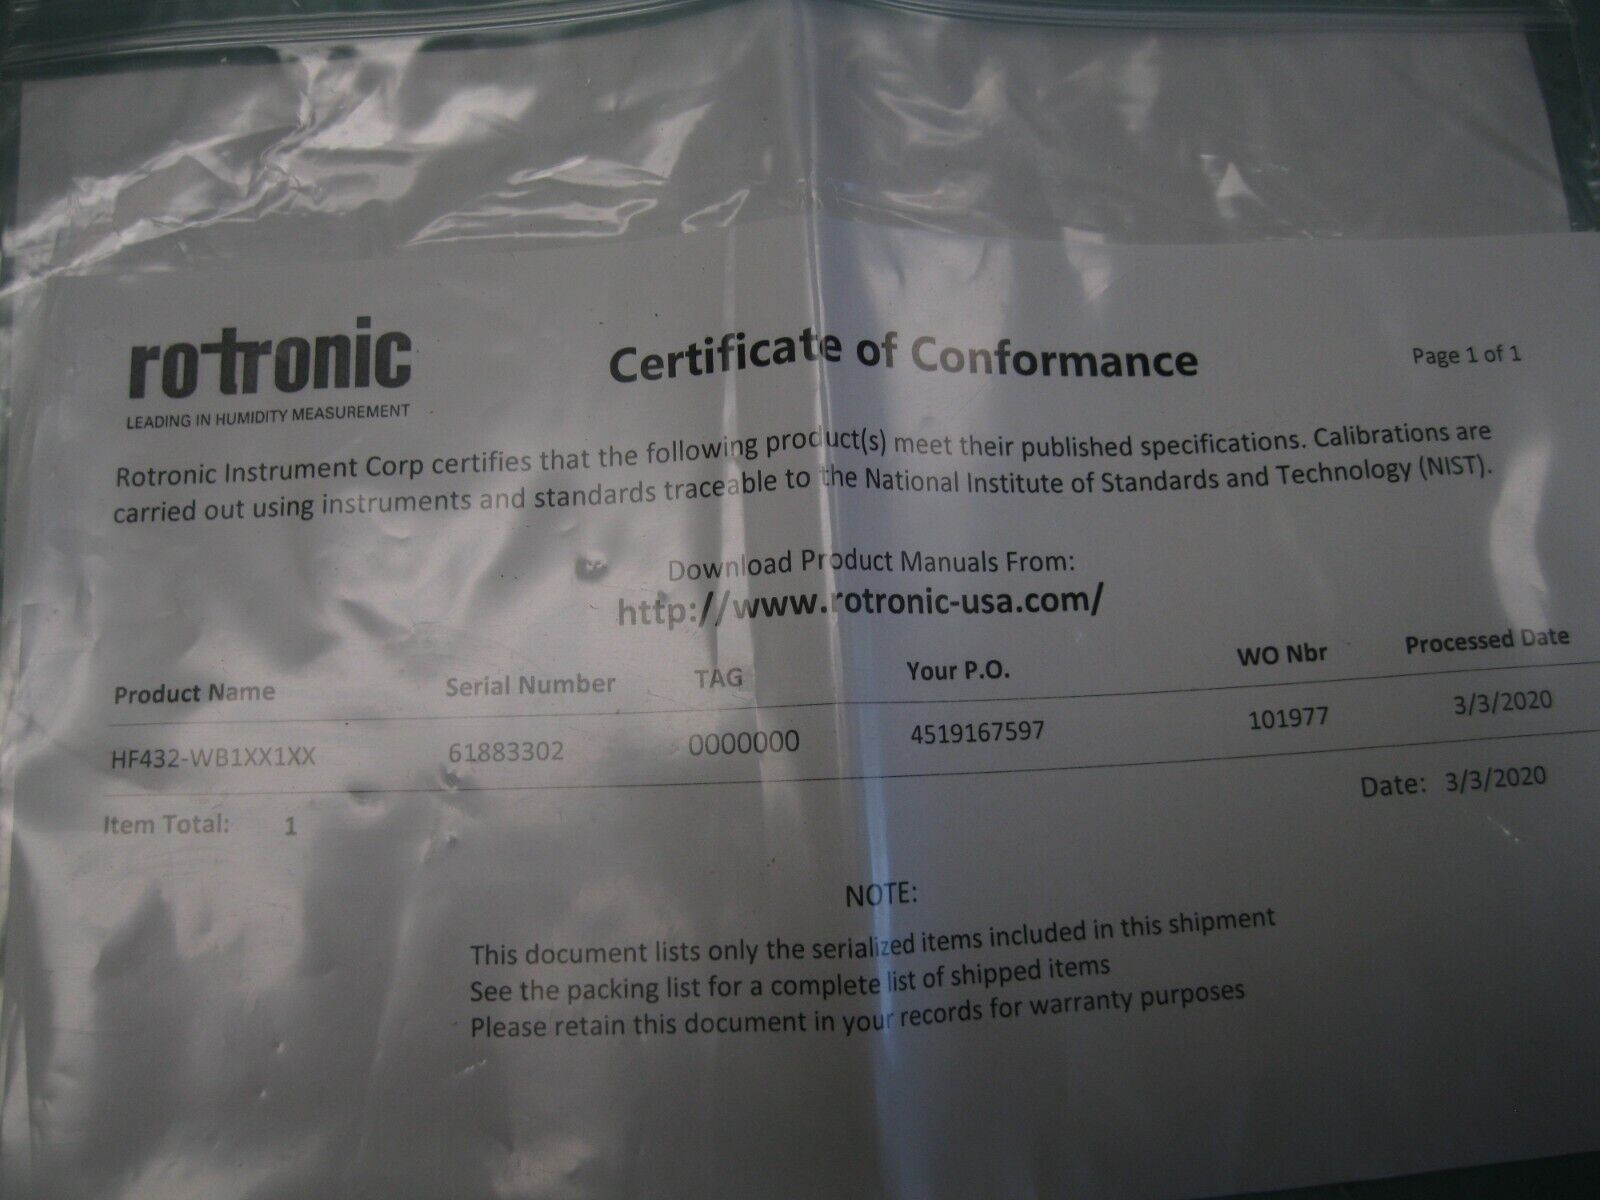 rotronic
LEADING IN HUMIDITY MEASUREMENT
Certificate of Conformance
Page 1 of 1
Rotronic Instrument Corp certifies that the following product(s) meet their published specifications. Calibrations are
carried out using instruments and standards traceable to the National Institute of Standards and Technology (NIST).
Download Product Manuals From:
http://www.rotronic-usa.com/
Product Name Serial Number TAG Your P.O. WO Nbr Processed Date
HF432-WB1XX1XX 61883302 0000000 4519167597 101977 3/3/2020
Item Total: 1
Date: 3/3/2020
NOTE:
This document lists only the serialized items included in this shipment
See the packing list for a complete list of shipped items
Please retain this document in your records for warranty purposes